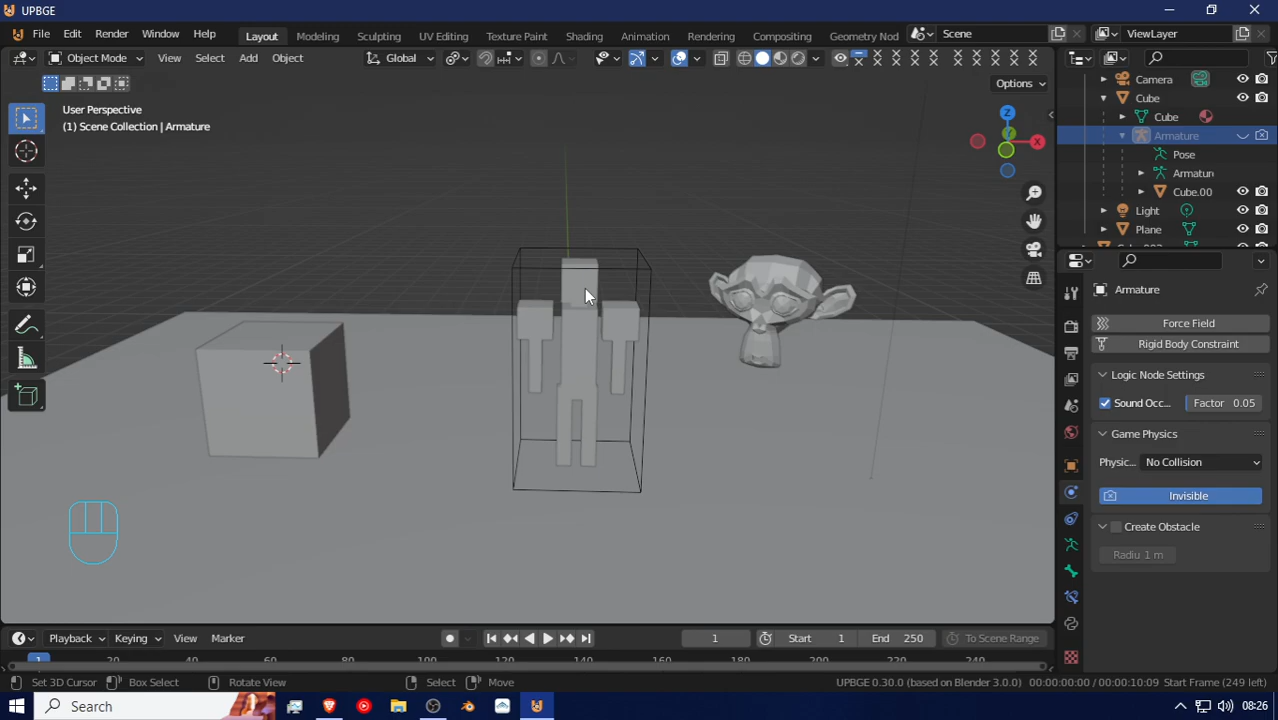 UPBGE
File Edit Render Window Help Layout Modeling Sculpting UV Editing Texture Paint Shading Animation Rendering Compositing Geometry Nod Scene ViewLayer
Object Mode View Select Add Object Global
Options
User Perspective
(1) Scene Collection | Armature
Z
X
Camera
Cube
Cube
Armature
Pose
Armature
Cube.00
Light
Plane
Armature
Force Field
Rigid Body Constraint
Logic Node Settings
Sound Occ... Factor 0.05
Game Physics
Physic... No Collision
Invisible
Create Obstacle
Radiu 1 m
Playback Keying View Marker 1 Start 1 End 250 To Scene Range
1 20 40 60 80 100 120 140 160 180 200 220 240
Set 3D Cursor Box Select Rotate View Select Move UPBGE 0.30.0 (based on Blender 3.0.0) 00:00:00:00 / 00:00:10:09 Start Frame (249 left)
Search 08:26